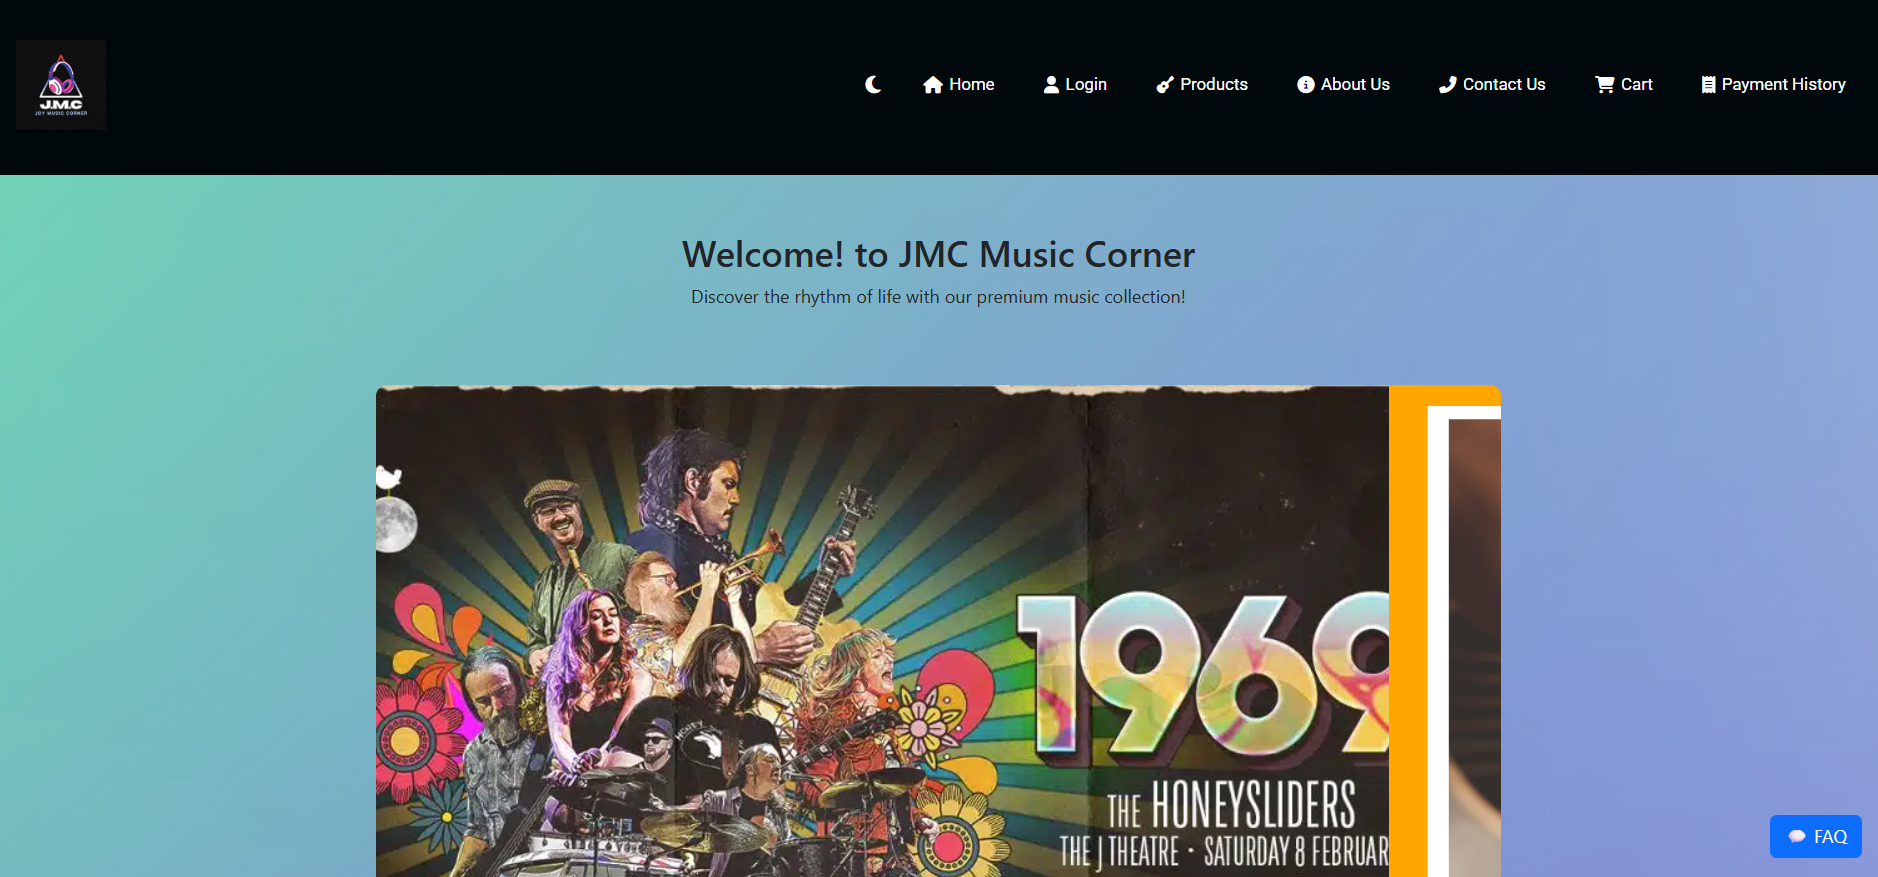 J.M.C
JOY MUSIC CORNER
Home
Login
Products
About Us
Contact Us
Cart
Payment History
Welcome! to JMC Music Corner
Discover the rhythm of life with our premium music collection!
1969
THE HONEYSLIDERS
THE J THEATRE · SATURDAY 8 FEBRUAR
FAQ